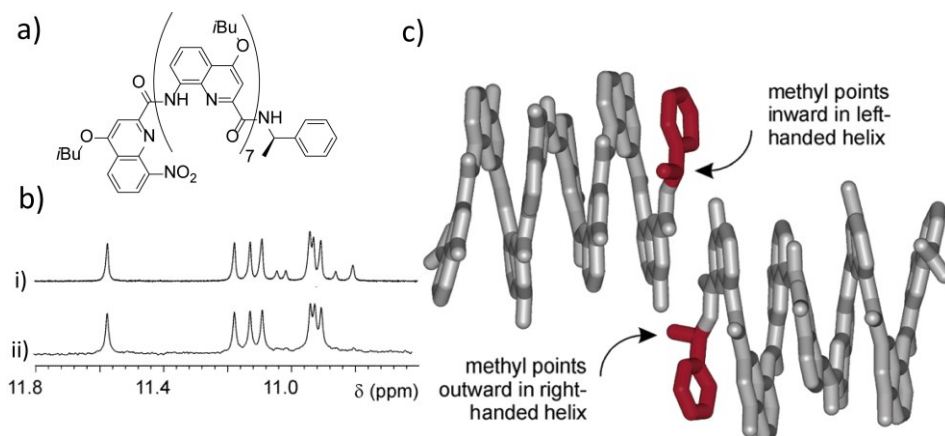 a)
iBu
O
O
NH
N
N
O
NH
O
iBu
NO2
7
b)
i)
ii)
11.8
11.4
11.0
δ (ppm)
c)
methyl points
inward in left-
handed helix
methyl points
outward in right-
handed helix